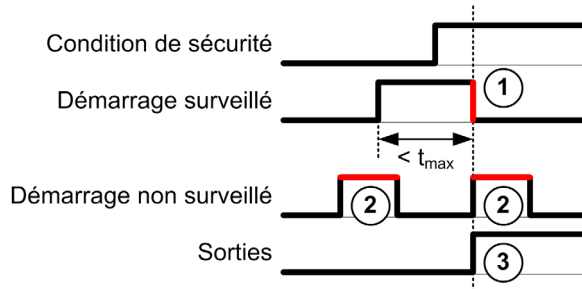 Condition de sécurité
Démarrage surveillé
1
< tmax
Démarrage non surveillé
2
2
Sorties
3